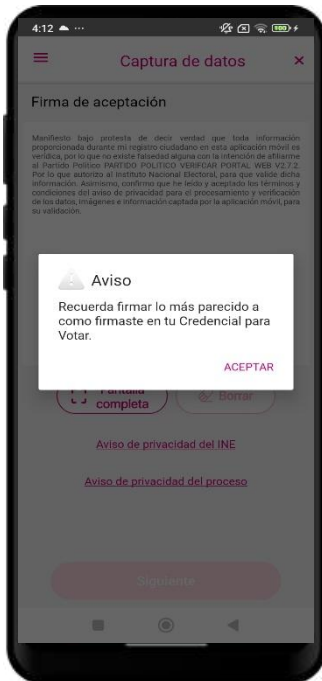 4:12
Captura de datos
Firma de aceptación
Manifiesto bajo protesta de decir verdad que toda información
proporcionada durante mi registro ciudadano en esta aplicación móvil es
verídica, por lo que no existe falsedad alguna con la intención de afiliarme
al Partido Político PARTIDO POLITICO VERIFICAR PORTAL WEB V2.7.2.
Por lo que autorizo al Instituto Nacional Electoral, para que valide dicha
información. Asimismo, confirmo que he leído y aceptado los términos y
condiciones del aviso de privacidad para el procesamiento y verificación
de los datos, imágenes e información captada por la aplicación móvil, para
su validación.
Aviso
Recuerda firmar lo más parecido a
como firmaste en tu Credencial para
Votar.
ACEPTAR
Pantalla
completa
Borrar
Aviso de privacidad del INE
Aviso de privacidad del proceso
Siguiente